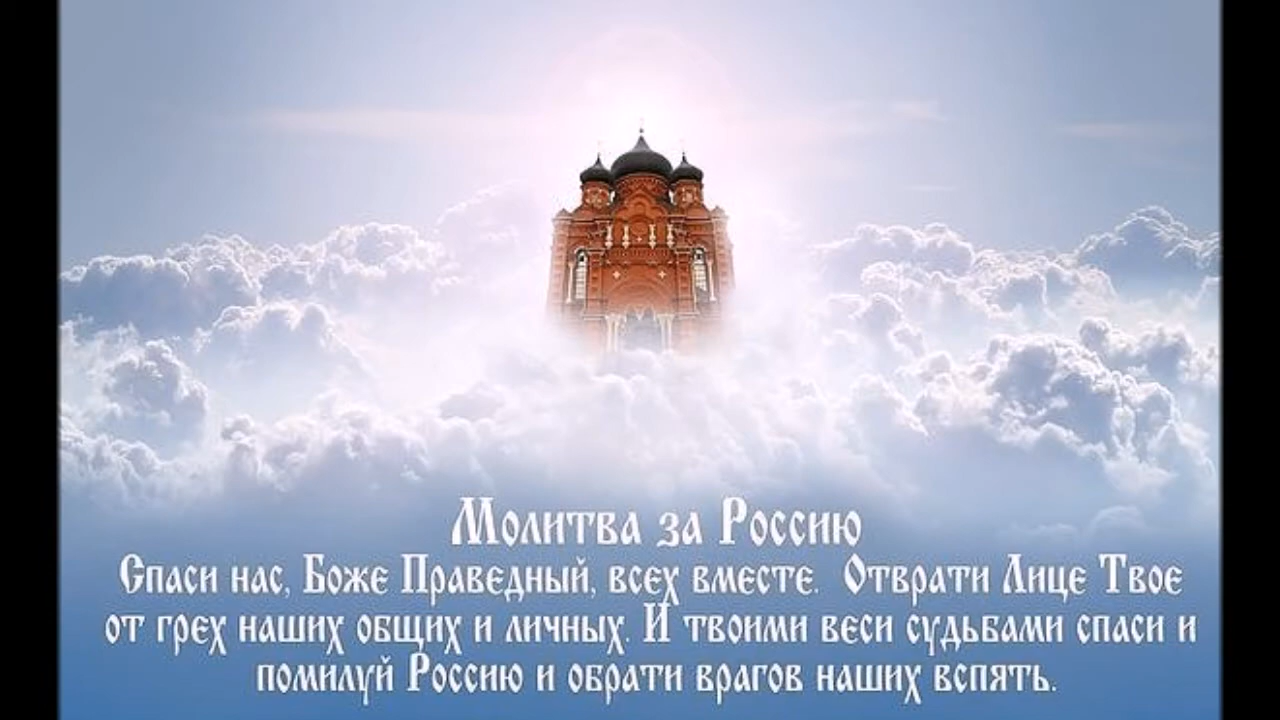 Молитва за Россию
Спаси нас, Боже Праведный, всех вместе. Отврати Лице Твое
от грех наших общих и личных. И твоими веси судьбами спаси и
помилуй Россию и обрати врагов наших вспять.